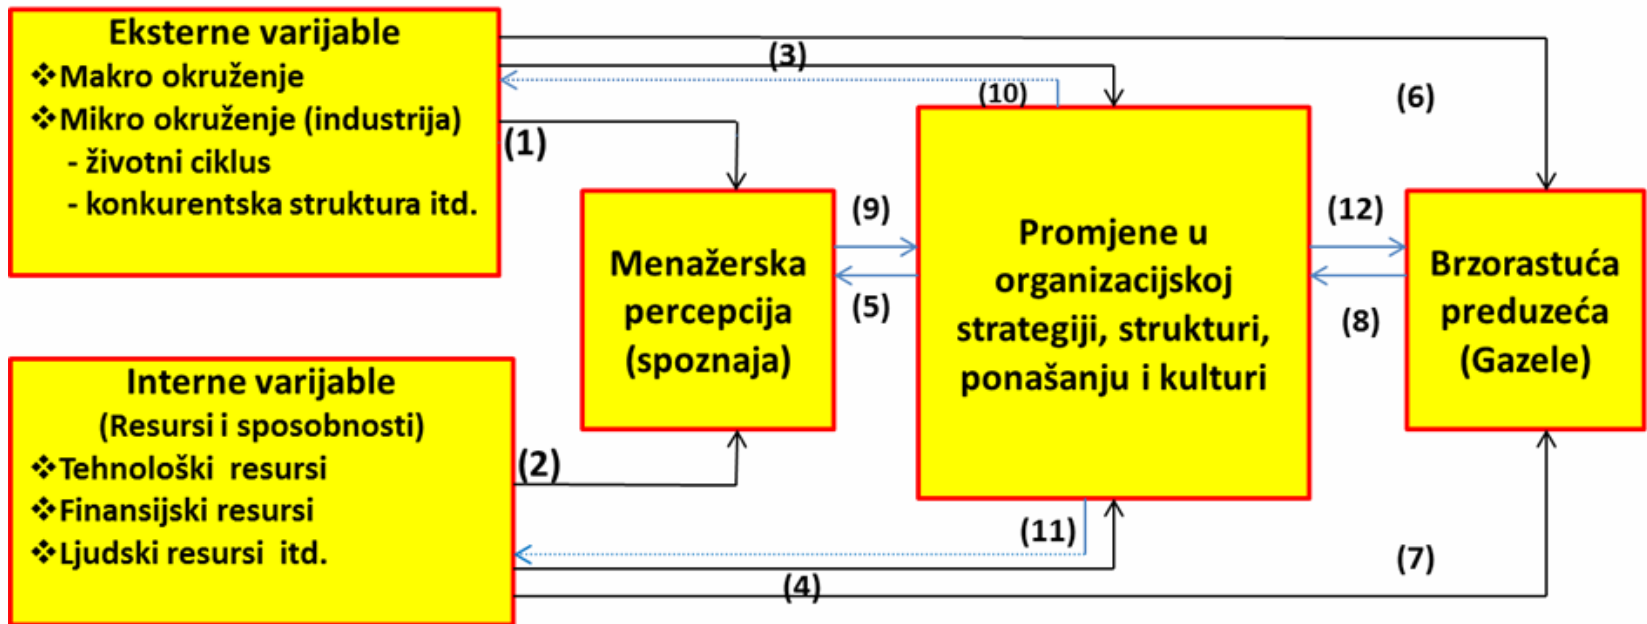 Eksterne varijable
❖Makro okruženje
❖Mikro okruženje (industrija)
- životni ciklus
- konkurentska struktura itd.
(1)
(3)
(10)
(6)
Menažerska
percepcija
(spoznaja)
(9)
(5)
Promjene u
organizacijskoj
strategiji, strukturi,
ponašanju i kulturi
(12)
(8)
Brzorastuća
preduzeća
(Gazele)
Interne varijable
(Resursi i sposobnosti)
❖Tehnološki resursi
❖Finansijski resursi
❖Ljudski resursi itd.
(2)
(11)
(4)
(7)